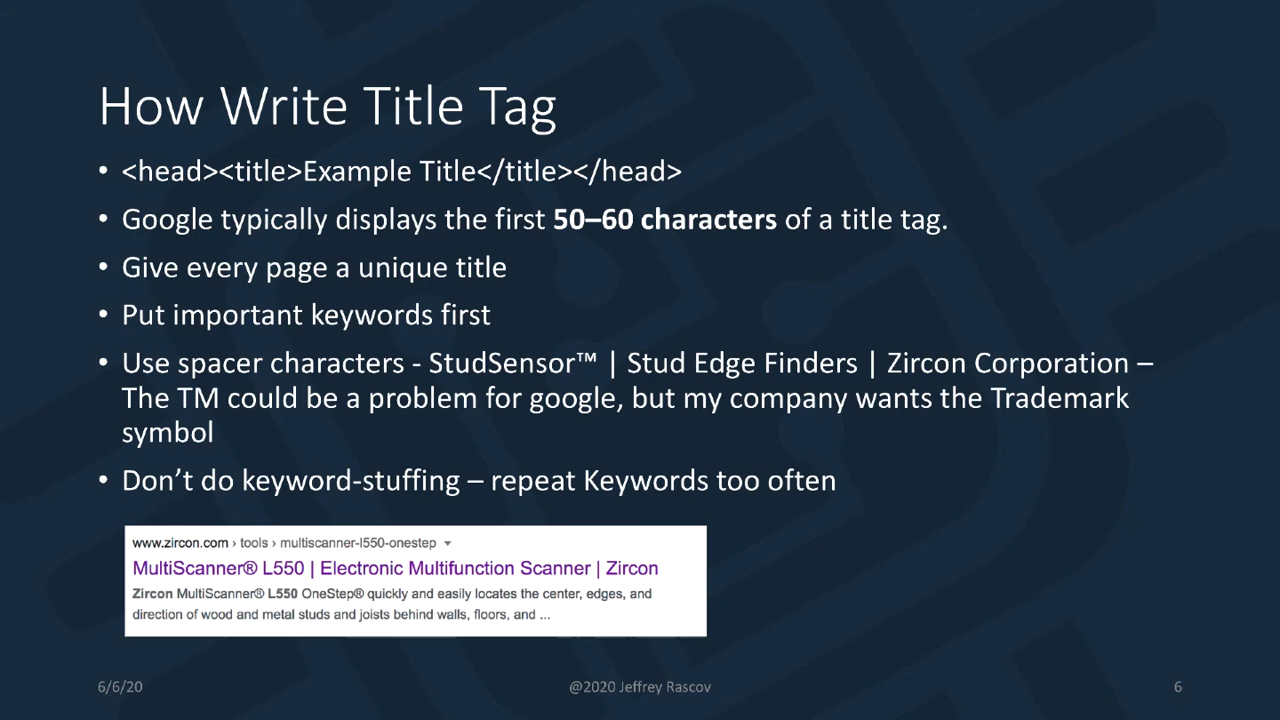 How Write Title Tag
• <head><title>Example Title</title></head>
• Google typically displays the first 50–60 characters of a title tag.
• Give every page a unique title
• Put important keywords first
• Use spacer characters - StudSensor™ | Stud Edge Finders | Zircon Corporation –
The TM could be a problem for google, but my company wants the Trademark
symbol
• Don’t do keyword-stuffing – repeat Keywords too often
www.zircon.com › tools › multiscanner-l550-onestep
MultiScanner® L550 | Electronic Multifunction Scanner | Zircon
Zircon MultiScanner® L550 OneStep® quickly and easily locates the center, edges, and
direction of wood and metal studs and joists behind walls, floors, and ...
6/6/20
@2020 Jeffrey Rascov
6